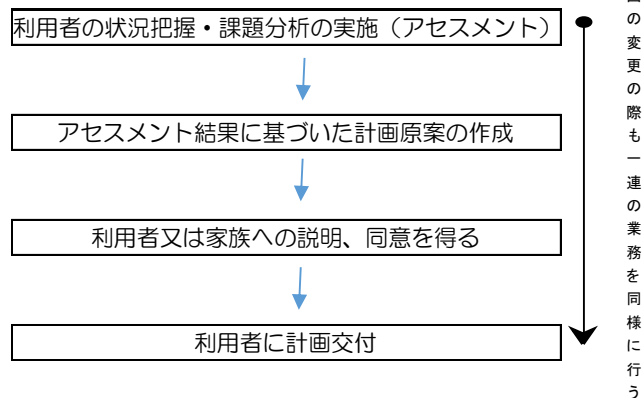 利用者の状況把握・課題分析の実施（アセスメント）
アセスメント結果に基づいた計画原案の作成
利用者又は家族への説明、同意を得る
利用者に計画交付
の変更の際も一連の業務を同様に行う